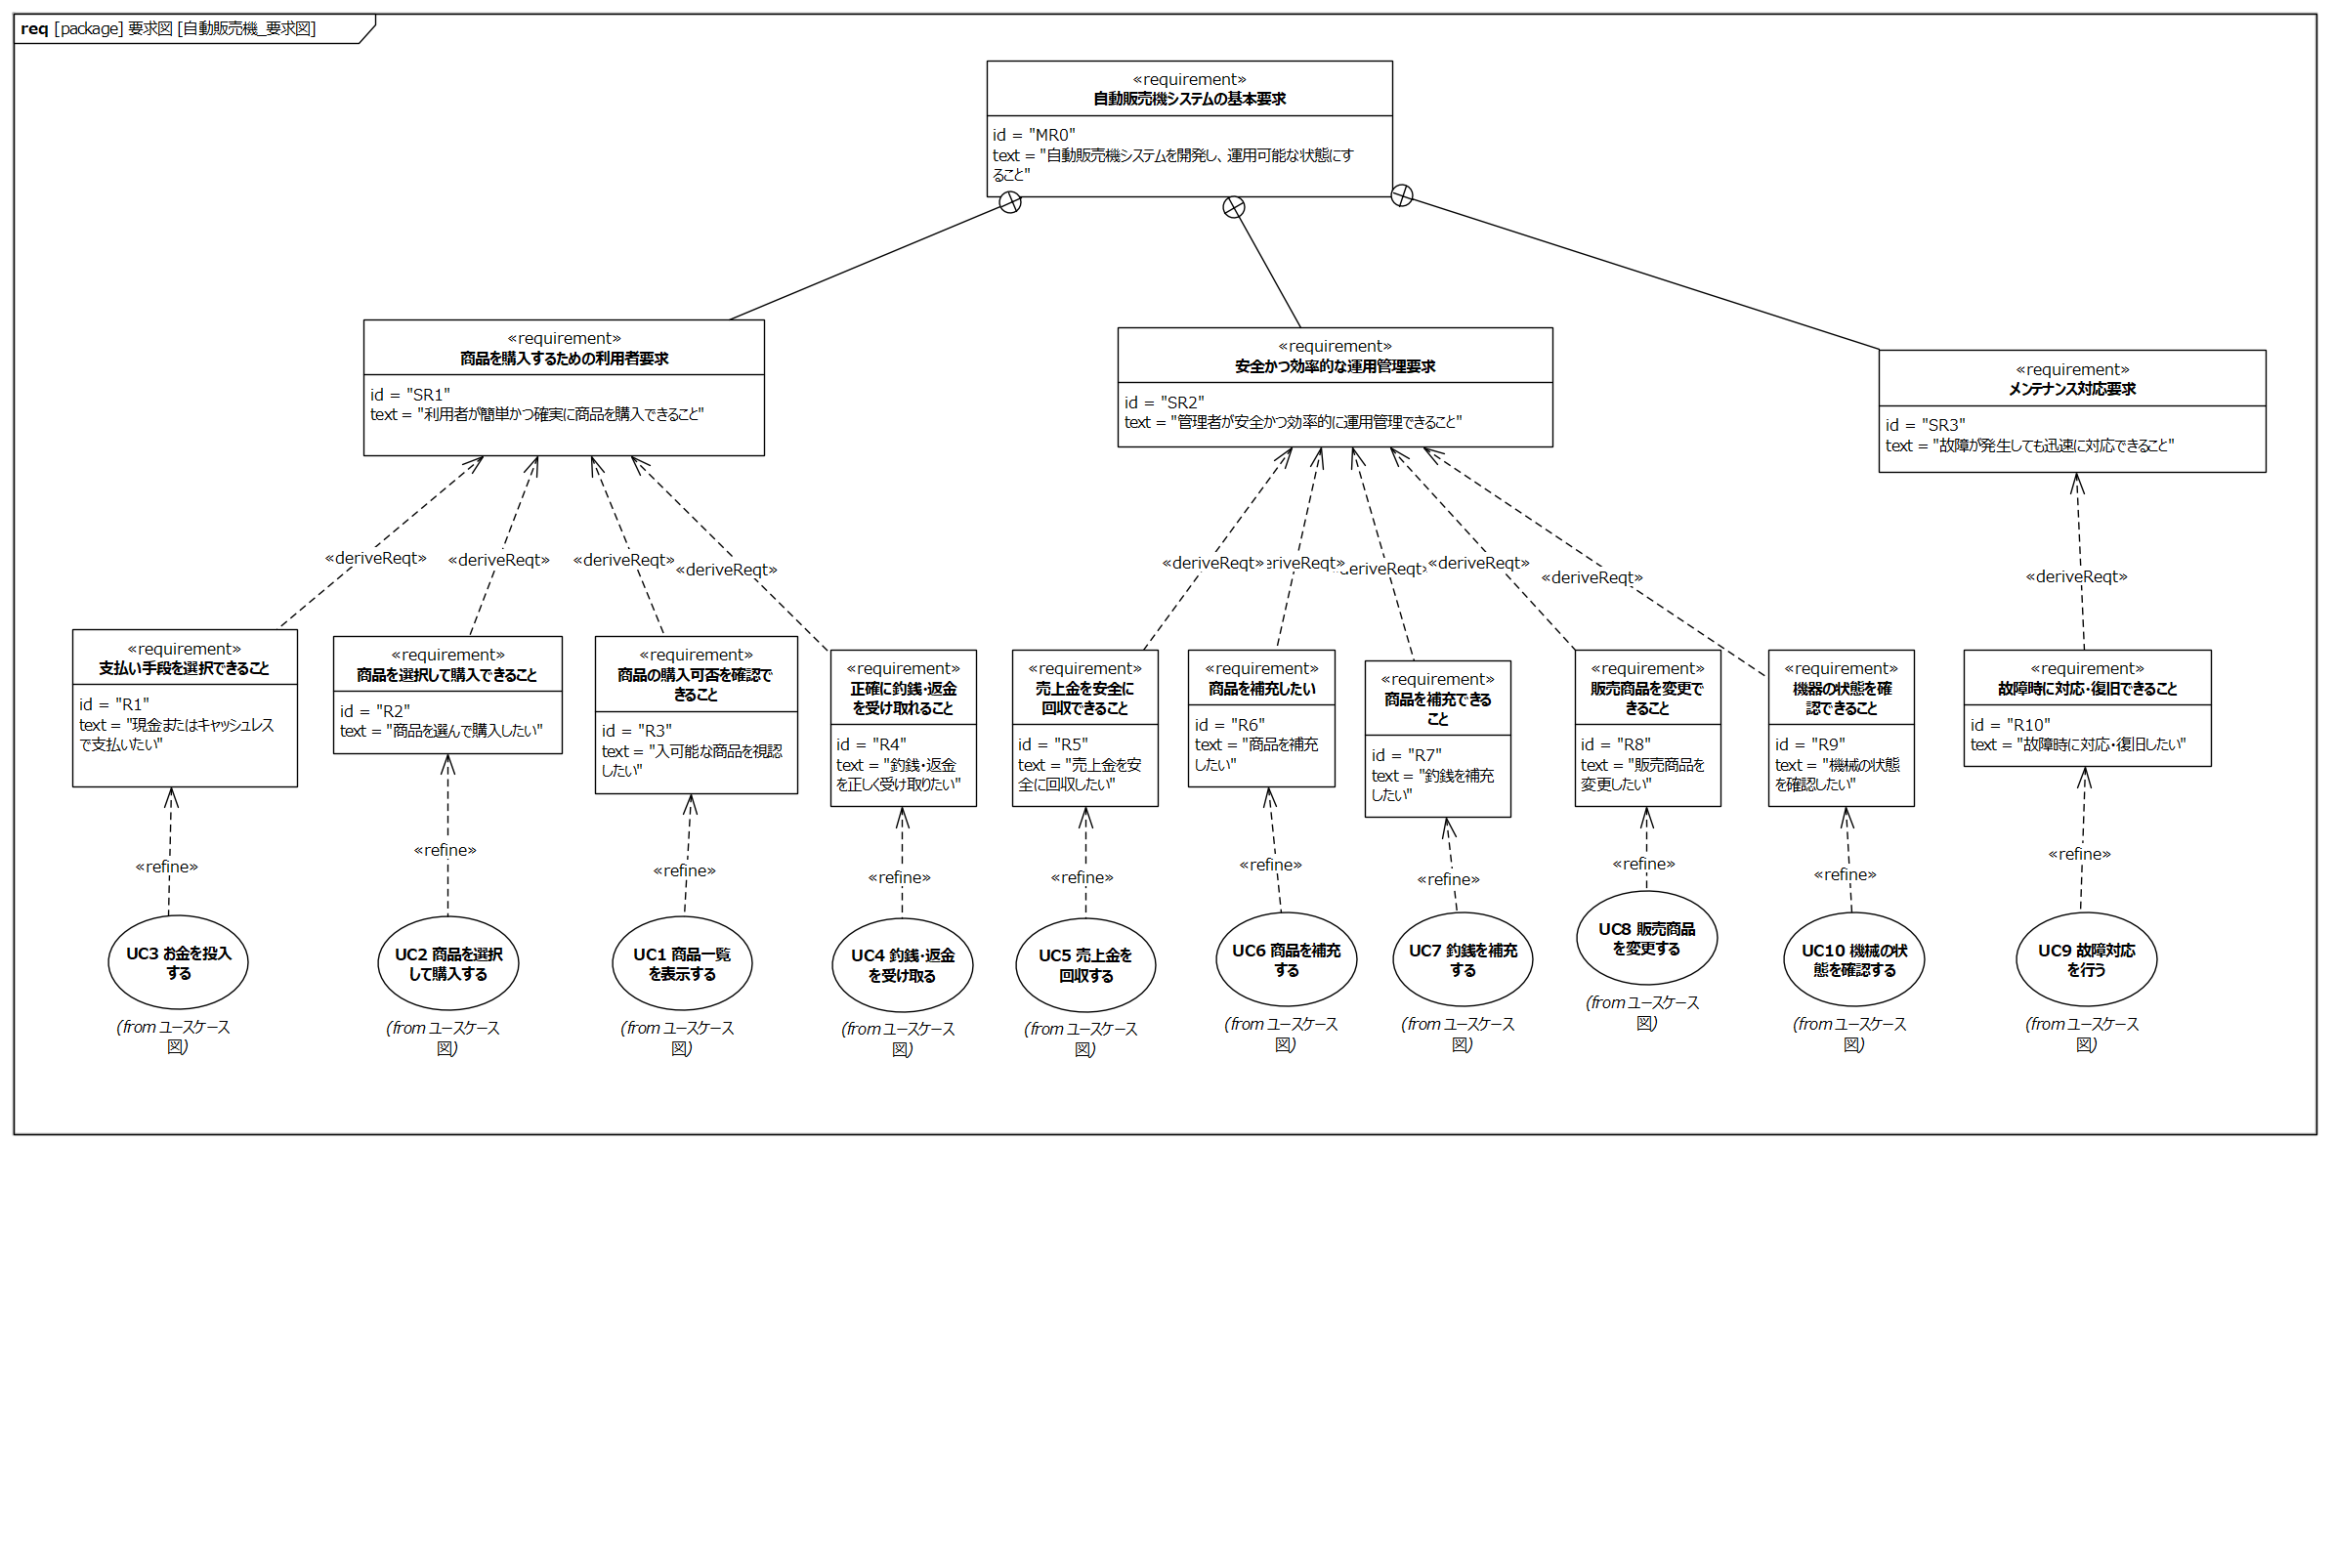 req [package] 要求図 [自動販売機_要求図]
«requirement»
自動販売機システムの基本要求
id = "MR0"
text = "自動販売機システムを開発し、運用可能な状態にす
ること"
«requirement»
商品を購入するための利用者要求
id = "SR1"
text = "利用者が簡単かつ確実に商品を購入できること"
«requirement»
安全かつ効率的な運用管理要求
id = "SR2"
text = "管理者が安全かつ効率的に運用管理できること"
«requirement»
メンテナンス対応要求
id = "SR3"
text = "故障が発生しても迅速に対応できること"
«deriveReqt»
«deriveReqt»
«deriveReqt»
«deriveReqt»
«deriveReqt»
eriveReqt»
eriveReqt»
«deriveReqt»
«deriveReqt»
«deriveReqt»
«requirement»
支払い手段を選択できること
id = "R1"
text = "現金またはキャッシュレス
で支払いたい"
«requirement»
商品を選択して購入できること
id = "R2"
text = "商品を選んで購入したい"
«requirement»
商品の購入可否を確認で
きること
id = "R3"
text = "入可能な商品を視認
したい"
«requirement»
正確に釣銭・返金
を受け取れること
id = "R4"
text = "釣銭・返金
を正しく受け取りたい"
«requirement»
売上金を安全に
回収できること
id = "R5"
text = "売上金を安
全に回収したい"
«requirement»
商品を補充したい
id = "R6"
text = "商品を補充
したい"
«requirement»
商品を補充できる
こと
id = "R7"
text = "釣銭を補充
したい"
«requirement»
販売商品を変更で
きること
id = "R8"
text = "販売商品を
変更したい"
«requirement»
機器の状態を確
認できること
id = "R9"
text = "機械の状態
を確認したい"
«requirement»
故障時に対応・復旧できること
id = "R10"
text = "故障時に対応・復旧したい"
«refine»
«refine»
«refine»
«refine»
«refine»
«refine»
«refine»
«refine»
«refine»
«refine»
UC3 お金を投入
する
(from ユースケース
図)
UC2 商品を選択
して購入する
(from ユースケース
図)
UC1 商品一覧
を表示する
(from ユースケース
図)
UC4 釣銭・返金
を受け取る
(from ユースケース
図)
UC5 売上金を
回収する
(from ユースケース
図)
UC6 商品を補充
する
(from ユースケース
図)
UC7 釣銭を補充
する
(from ユースケース
図)
UC8 販売商品
を変更する
(from ユースケース
図)
UC10 機械の状
態を確認する
(from ユースケース
図)
UC9 故障対応
を行う
(from ユースケース
図)